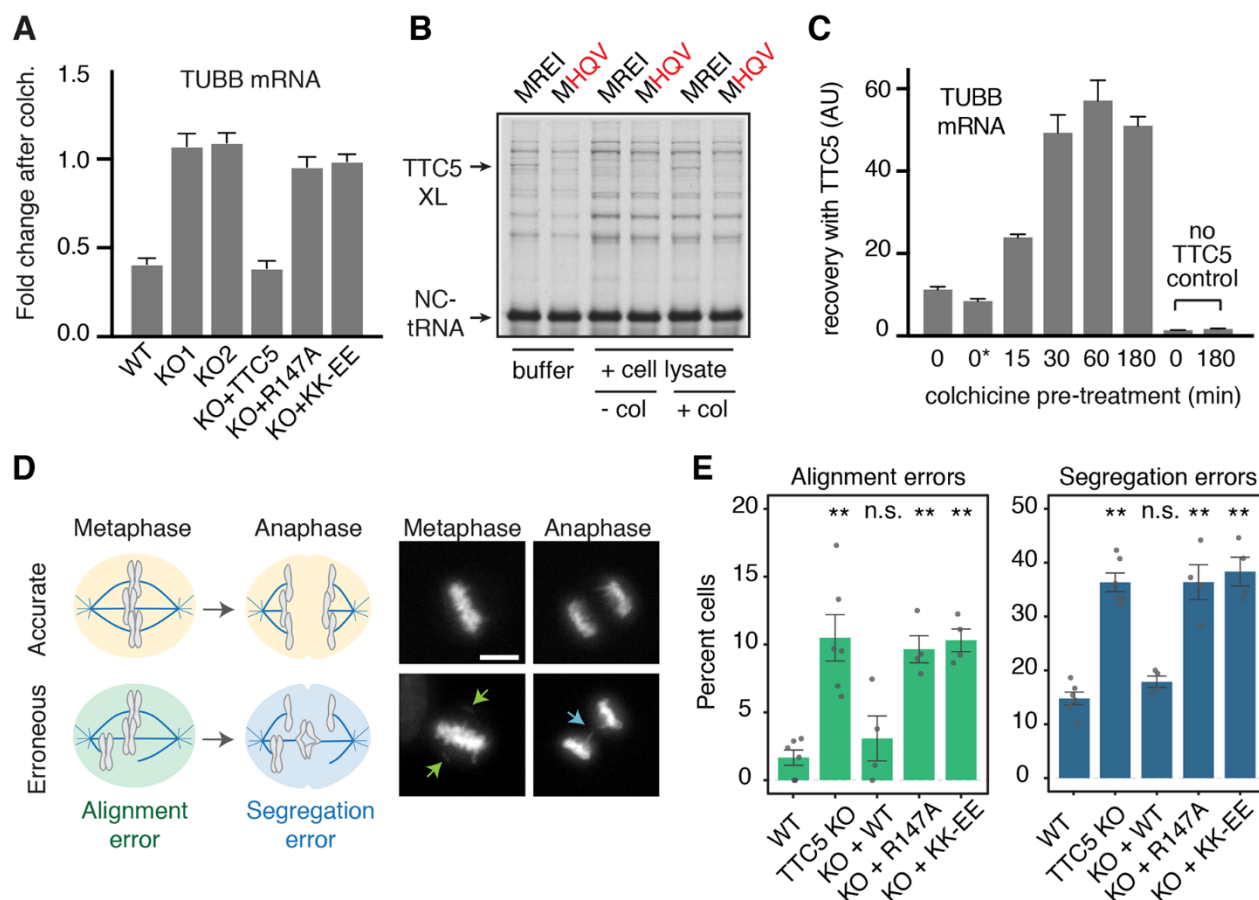 A
TUBB mRNA
Fold change after colch.
1.5
1.0
0.5
0.0
WT
KO1
KO2
KO+TTC5
KO+R147A
KO+KK-EE
B
MREI
MHQV
MREI
MHQV
MREI
MHQV
TTC5
XL
NC-
tRNA
buffer
+ cell lysate
- col
+ col
C
TUBB
mRNA
recovery with TTC5 (AU)
60
40
20
0
no
TTC5
control
0 0* 15 30 60 180 0 180
colchicine pre-treatment (min)
D
Metaphase Anaphase
Metaphase Anaphase
Accurate
Erroneous
Alignment
error
Segregation
error
E
Alignment errors
Percent cells
20
15
10
5
0
** n.s. ** **
WT
TTC5 KO
KO + WT
KO + R147A
KO + KK-EE
Segregation errors
50
40
30
20
10
0
** n.s. ** **
WT
TTC5 KO
KO + WT
KO + R147A
KO + KK-EE